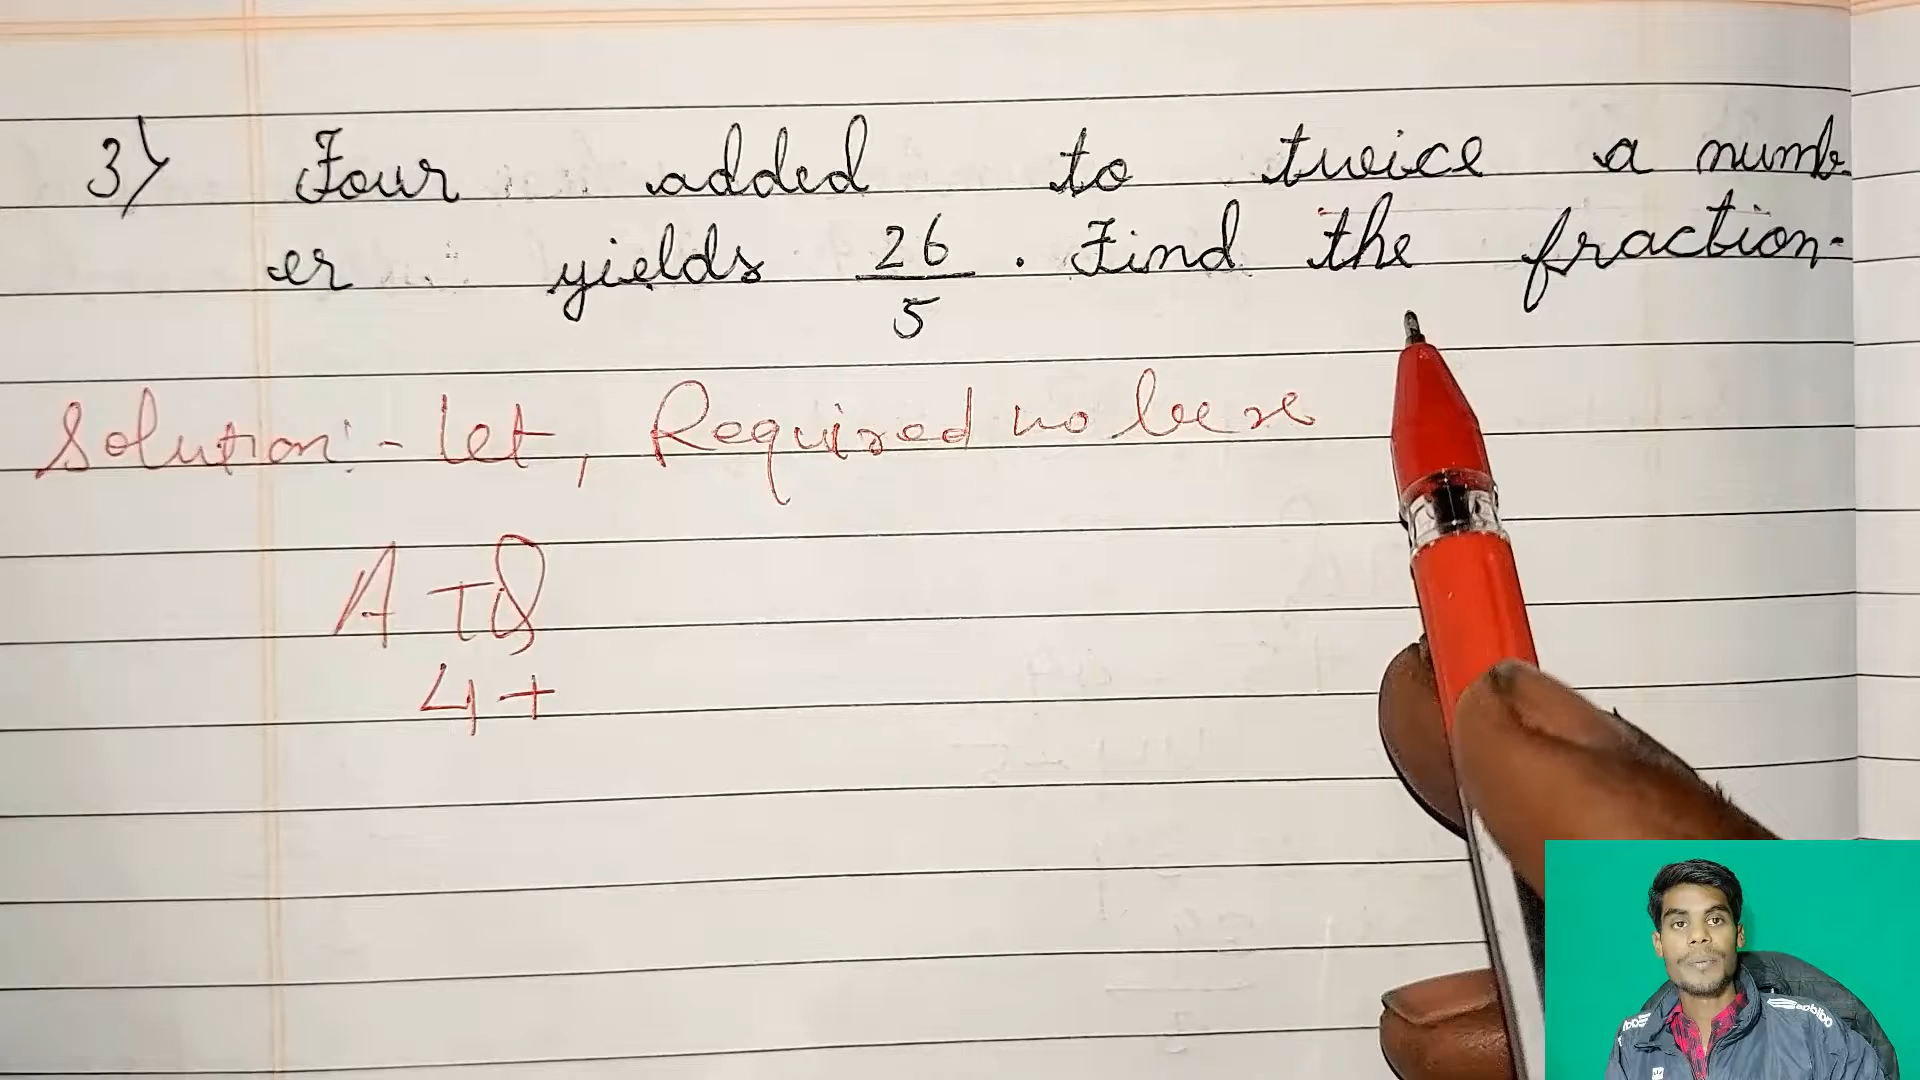 3) Four added to twice a numb-
er yields 26/5 . Find the fraction-
Solution:- let, Required no be x
ATQ
4+